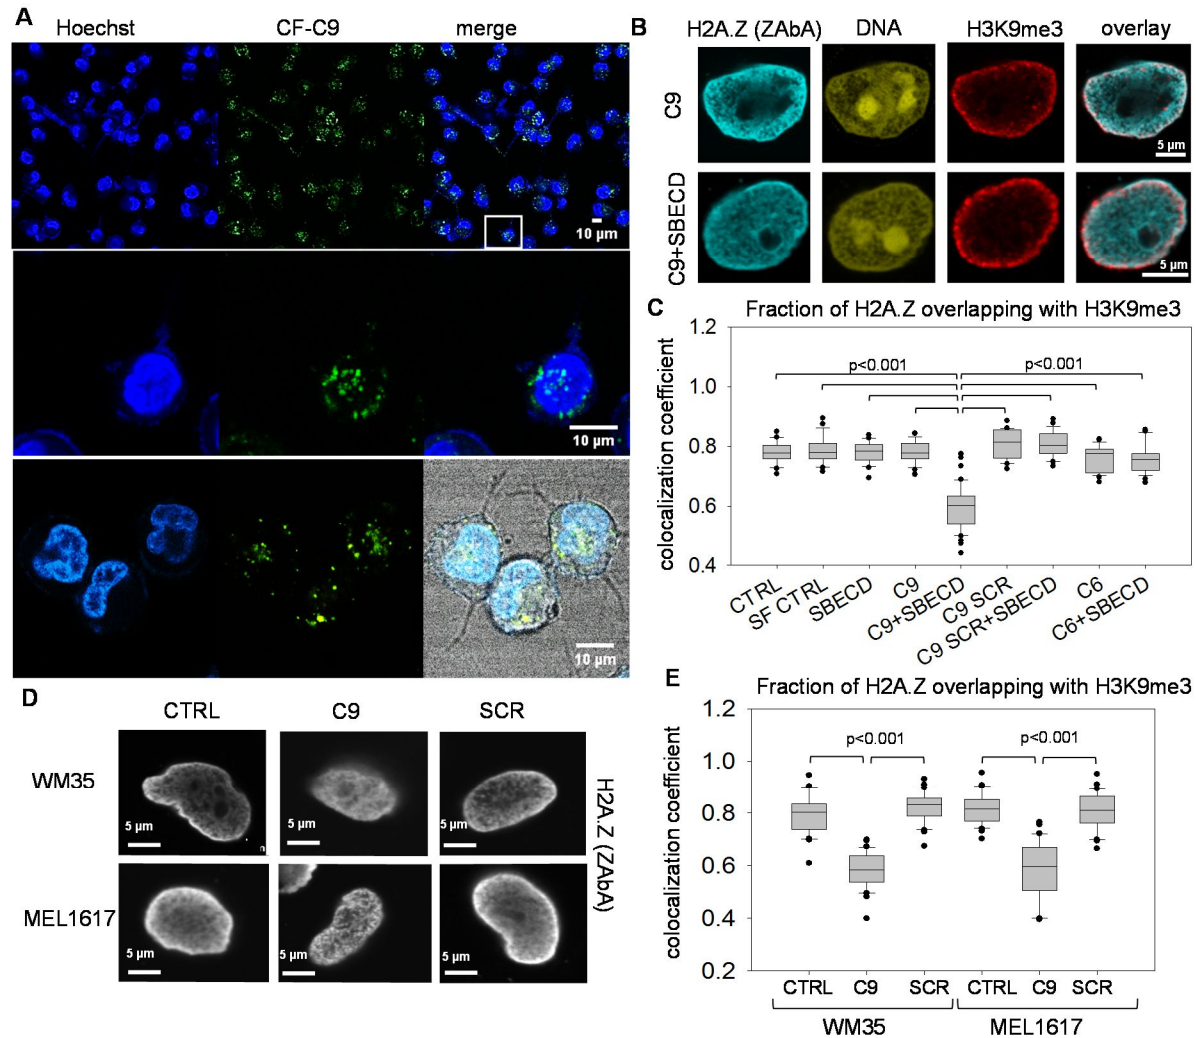 A
Hoechst
CF-C9
merge
10 µm
10 µm
10 µm
B
H2A.Z (ZAbA)
DNA
H3K9me3
overlay
C9
5 µm
C9+SBECD
5 µm
C
Fraction of H2A.Z overlapping with H3K9me3
colocalization coefficient
1.2
1.0
0.8
0.6
0.4
p<0.001
p<0.001
CTRL
SF CTRL
SBECD
C9
C9+SBECD
C9 SCR
C9 SCR+SBECD
C6
C6+SBECD
D
CTRL
C9
SCR
WM35
5 µm
5 µm
5 µm
MEL1617
5 µm
5 µm
5 µm
H2A.Z (ZAbA)
E
Fraction of H2A.Z overlapping with H3K9me3
colocalization coefficient
1.2
1.0
0.8
0.6
0.4
0.2
p<0.001
p<0.001
CTRL
C9
SCR
CTRL
C9
SCR
WM35
MEL1617